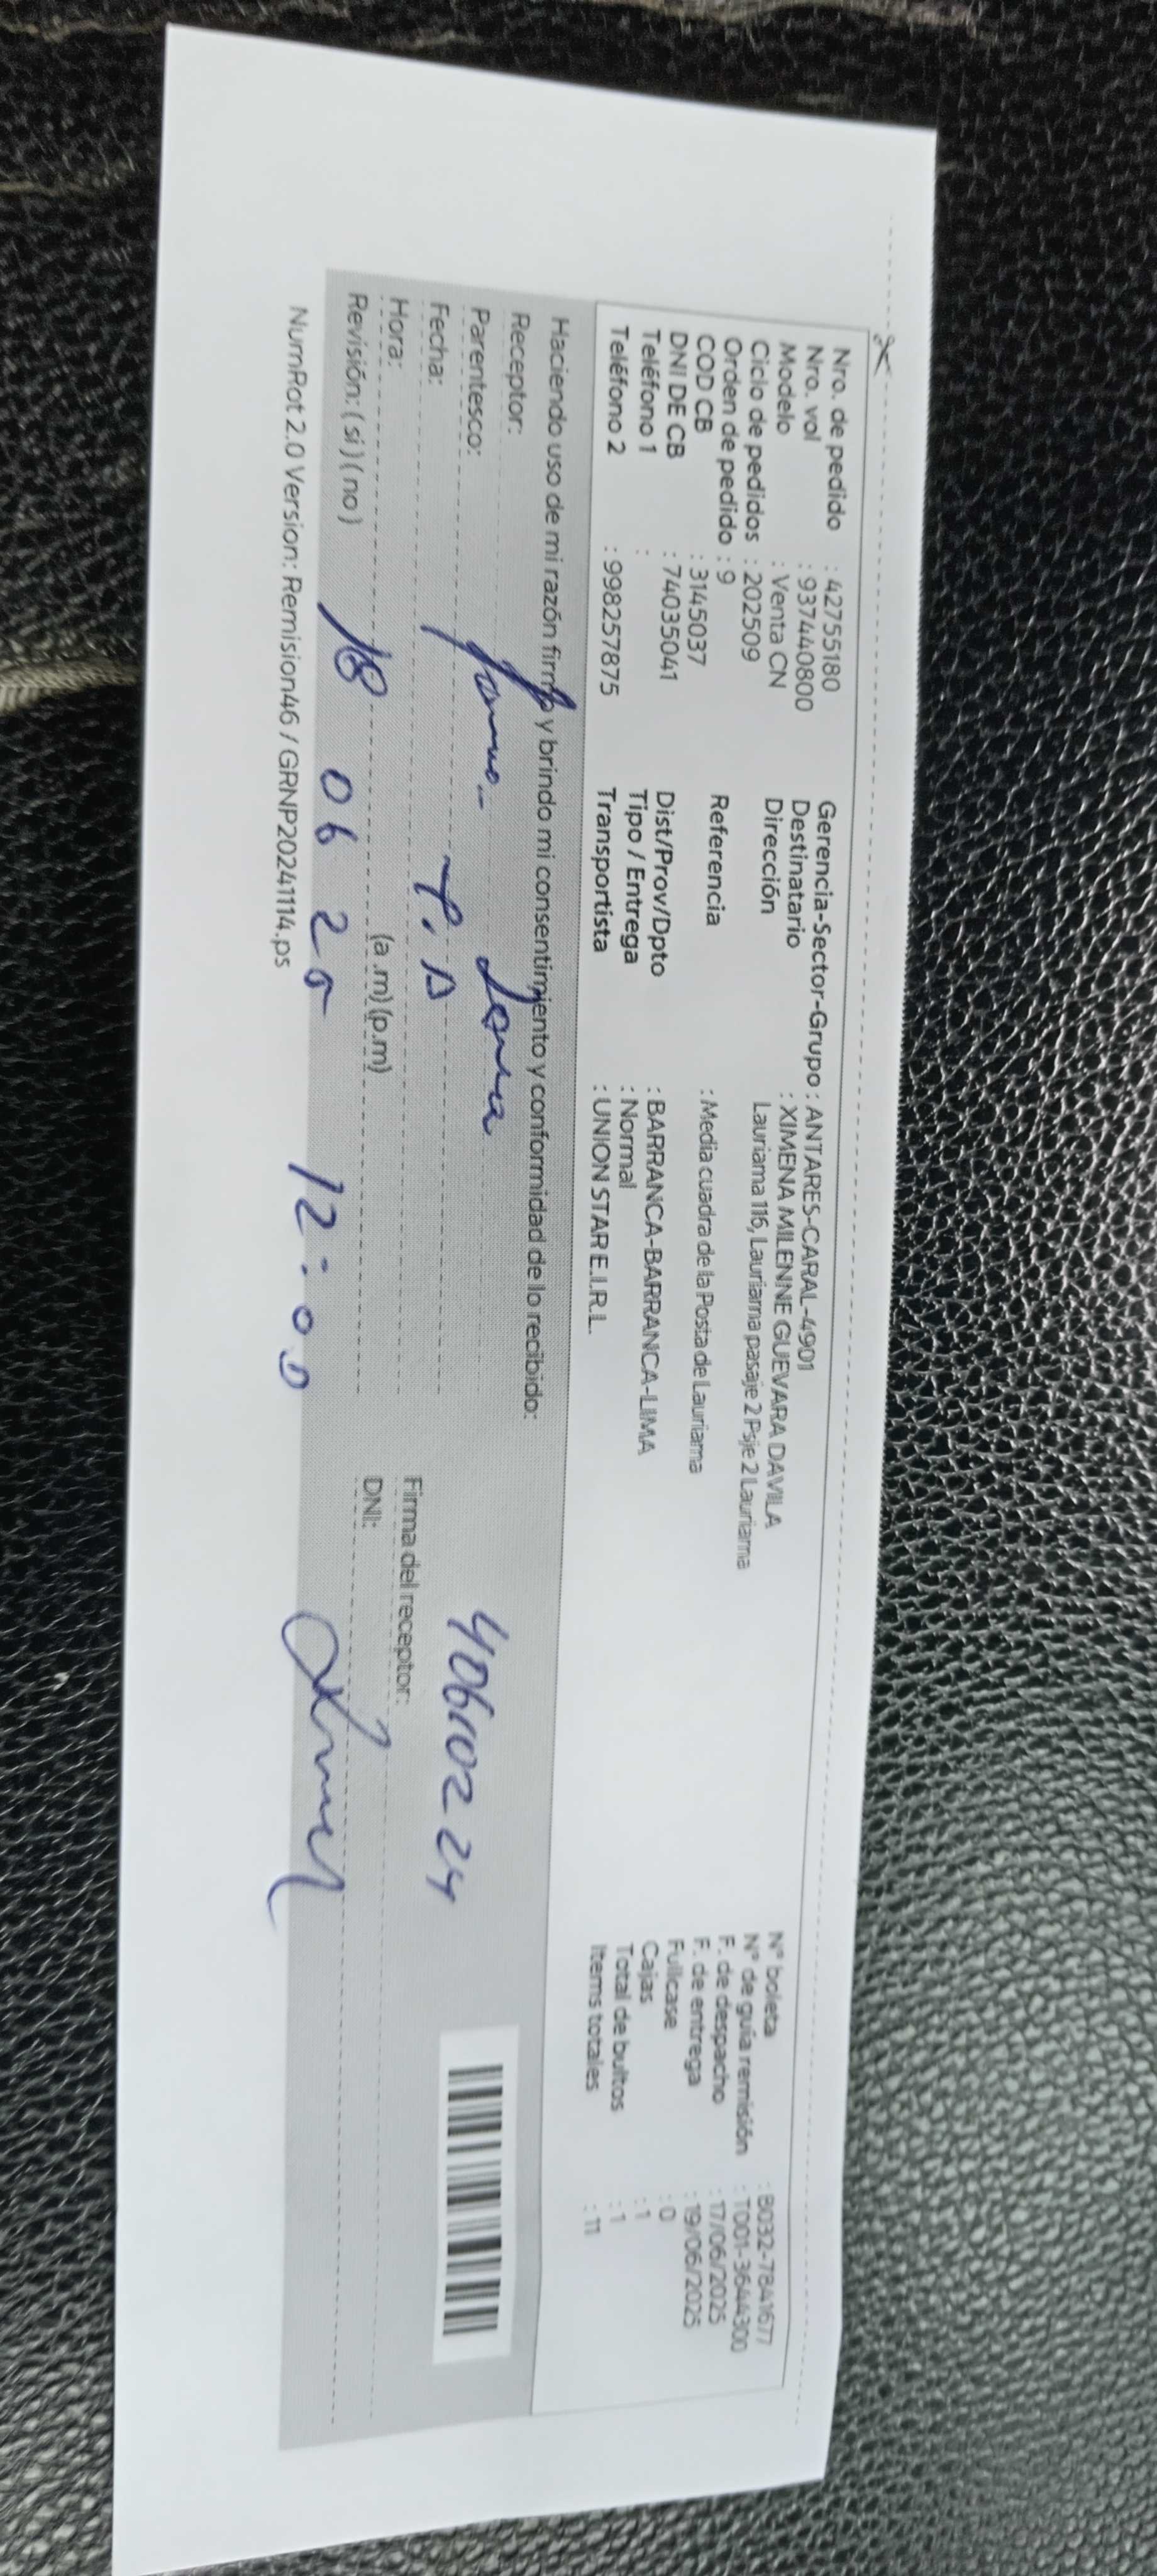 Nro. de pedido : 42755180
Nro. vol : 937440800
Modelo : Venta CN
Ciclo de pedidos : 202509
Orden de pedido : 9
COD CB : 3145037
DNI DE CB : 74035041
Teléfono 1 :
Teléfono 2 : 998257875
Gerencia-Sector-Grupo : ANTARES-CARAL-4901
Destinatario : XIMENA MILENNE GUEVARA DAVILA
Dirección Lauriama 116, Lauriama pasaje 2 Psje 2 Lauriama
Referencia : Media cuadra de la Posta de Lauriama
Dist/Prov/Dpto : BARRANCA-BARRANCA-LIMA
Tipo / Entrega : Normal
Transportista : UNION STAR E.I.R.L.
N° boleta : B032-7841677
N° de guía remisión : T001-3644300
F. de despacho : 17/06/2025
F. de entrega : 19/06/2025
Fullcase : 0
Cajas : 1
Total de bultos : 1
Items totales : 11
Haciendo uso de mi razón firmo y brindo mi consentimiento y conformidad de lo recibido:
Receptor:
Parentesco:
Fecha:
Hora: (a.m) (p.m)
Revisión: ( si ) ( no )
18 06 25 12:00
40610224
Firma del receptor:
DNI:
NumRot 2.0 Version: Remision46 / GRNP20241114.ps